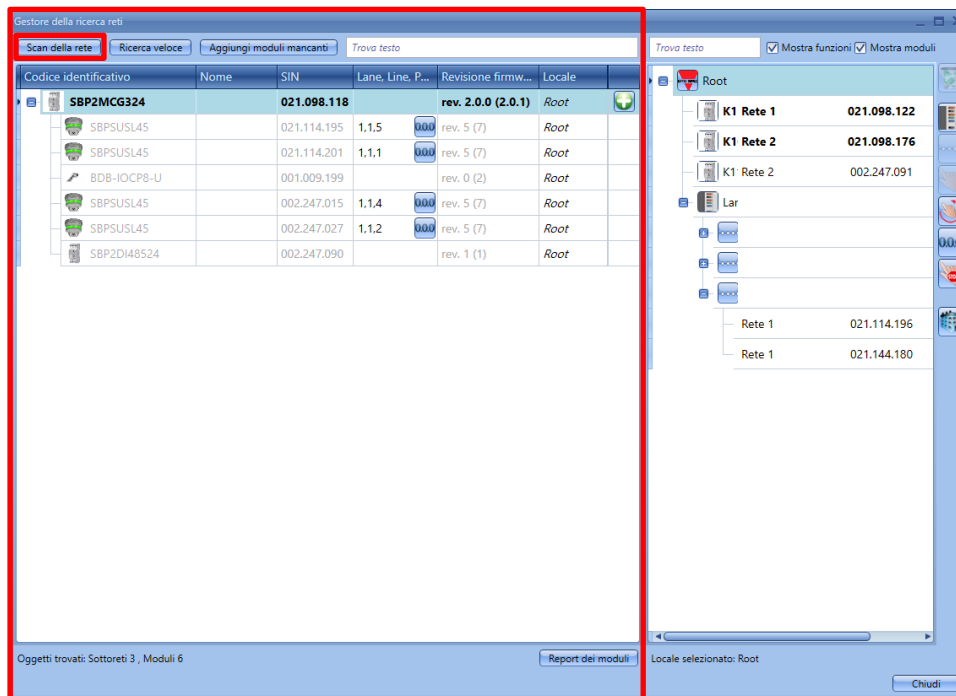 Gestore della ricerca reti
Scan della rete Ricerca veloce Aggiungi moduli mancanti Trova testo
Codice identificativo Nome SIN Lane, Line, P... Revisione firmw... Locale
SBP2MCG324 021.098.118 rev. 2.0.0 (2.0.1) Root
SBPSUSL45 021.114.195 1,1,5 0.0.0 rev. 5 (7) Root
SBPSUSL45 021.114.201 1,1,1 0.0.0 rev. 5 (7) Root
BDB-IOCP8-U 001.009.199 rev. 0 (2) Root
SBPSUSL45 002.247.015 1,1,4 0.0.0 rev. 5 (7) Root
SBPSUSL45 002.247.027 1,1,2 0.0.0 rev. 5 (7) Root
SBP2DI48524 002.247.090 rev. 1 (1) Root
Oggetti trovati: Sottoreti 3 , Moduli 6 Report dei moduli
Trova testo Mostra funzioni Mostra moduli
Root
K1 Rete 1 021.098.122
K1 Rete 2 021.098.176
K1 Rete 2 002.247.091
Lar
Rete 1 021.114.196
Rete 1 021.144.180
Locale selezionato: Root
Chiudi